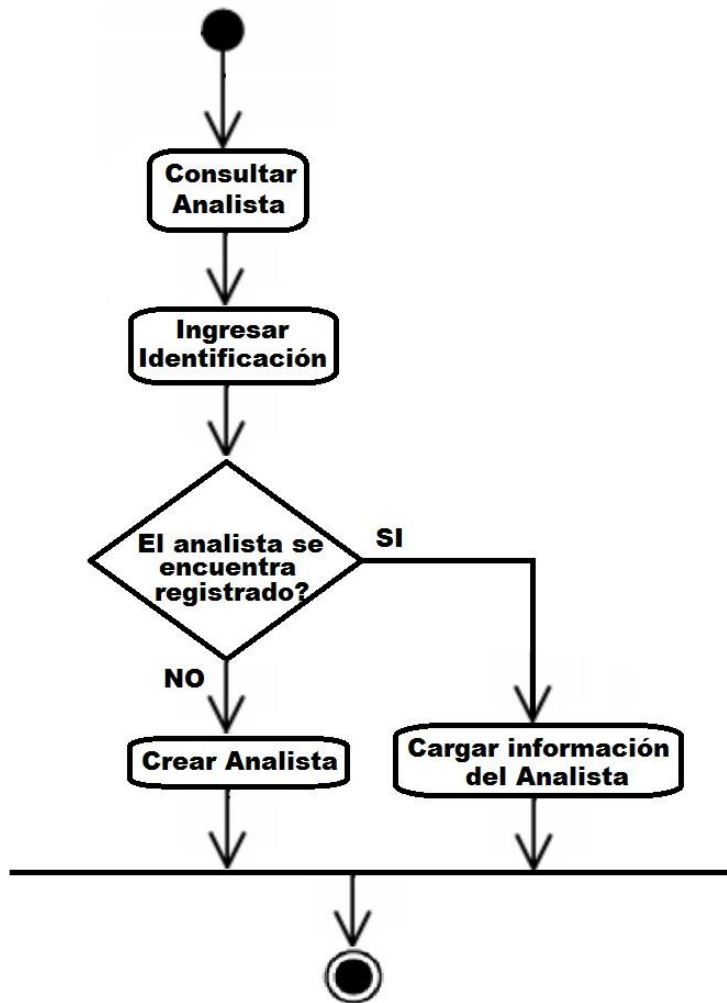 Consultar
Analista
Ingresar
Identificación
El analista se
encuentra
registrado?
SI
NO
Crear Analista
Cargar información
del Analista